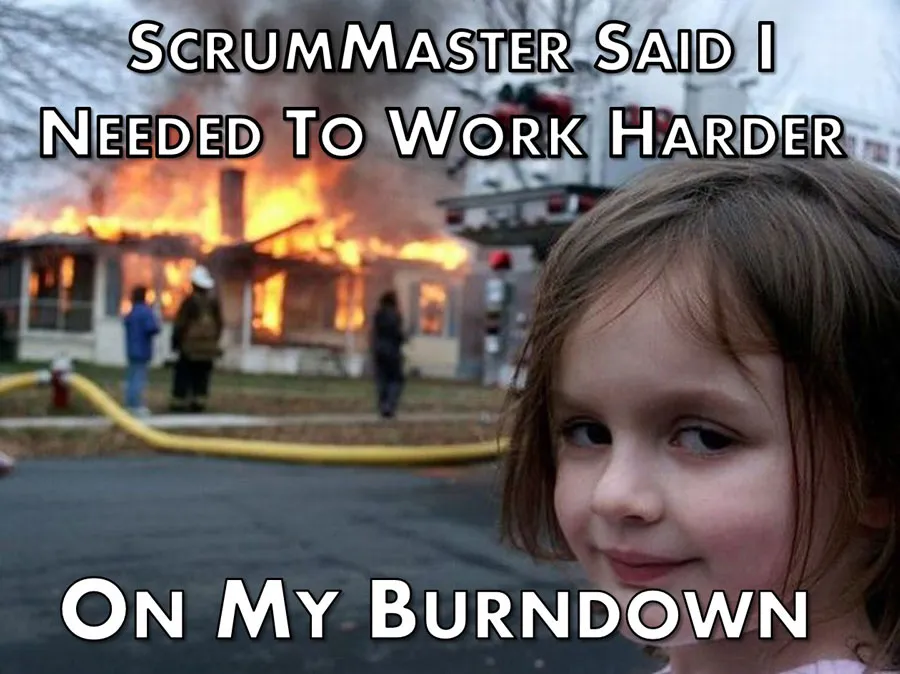 ScrumMaster Said I
Needed To Work Harder
On My Burndown